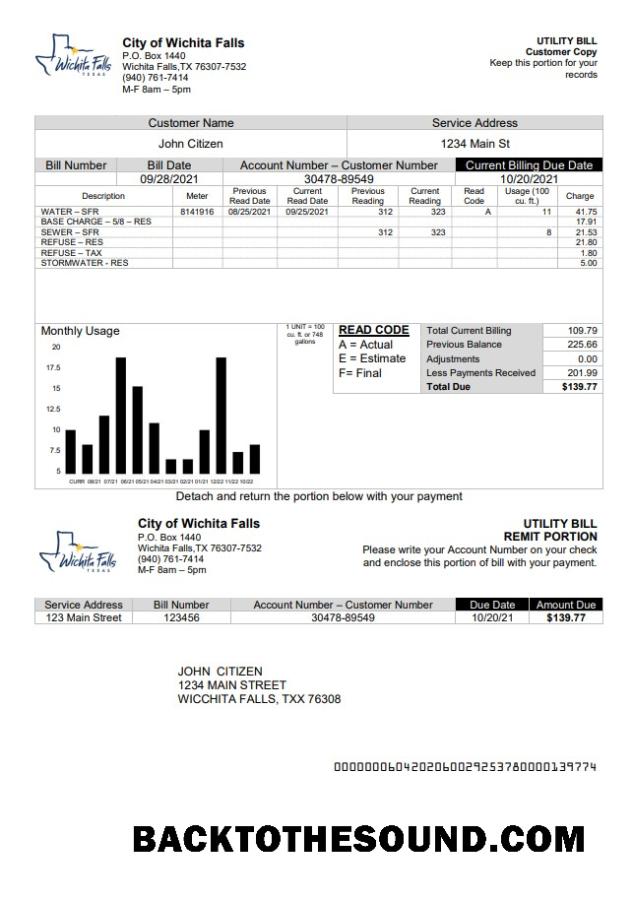 Wichita Falls
TEXAS
City of Wichita Falls
P.O. Box 1440
Wichita Falls,TX 76307-7532
(940) 761-7414
M-F 8am – 5pm
UTILITY BILL
Customer Copy
Keep this portion for your
records
Customer Name Service Address
John Citizen 1234 Main St
Bill Number Bill Date Account Number – Customer Number Current Billing Due Date
09/28/2021 30478-89549 10/20/2021
Description Meter Previous Read Date Current Read Date Previous Reading Current Reading Read Code Usage (100 cu. ft.) Charge
WATER – SFR 8141916 08/25/2021 09/25/2021 312 323 A 11 41.75
BASE CHARGE – 5/8 – RES 17.91
SEWER – SFR 312 323 8 21.53
REFUSE – RES 21.80
REFUSE – TAX 1.80
STORMWATER - RES 5.00
Monthly Usage
20
17.5
15
12.5
10
7.5
5
CURR 08/21 07/21 06/21 05/21 04/21 03/21 02/21 01/21 12/22 11/22 10/22
1 UNIT = 100
cu. ft. or 748
gallons
READ CODE
A = Actual
E = Estimate
F= Final
Total Current Billing 109.79
Previous Balance 225.66
Adjustments 0.00
Less Payments Received 201.99
Total Due $139.77
Detach and return the portion below with your payment
Wichita Falls
TEXAS
City of Wichita Falls
P.O. Box 1440
Wichita Falls,TX 76307-7532
(940) 761-7414
M-F 8am – 5pm
UTILITY BILL
REMIT PORTION
Please write your Account Number on your check
and enclose this portion of bill with your payment.
Service Address Bill Number Account Number – Customer Number Due Date Amount Due
123 Main Street 123456 30478-89549 10/20/21 $139.77
JOHN CITIZEN
1234 MAIN STREET
WICCHITA FALLS, TXX 76308
0000000604202060029253780000139774
BACKTOTHESOUND.COM